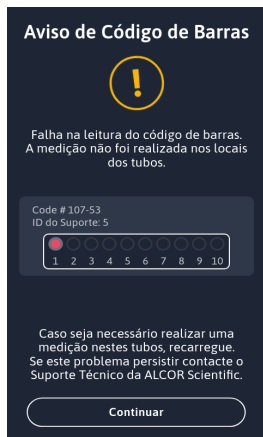 Aviso de Código de Barras
!
Falha na leitura do código de barras.
A medição não foi realizada nos locais
dos tubos.
Code # 107-53
ID do Suporte: 5
1 2 3 4 5 6 7 8 9 10
Caso seja necessário realizar uma
medição nestes tubos, recarregue.
Se este problema persistir contacte o
Suporte Técnico da ALCOR Scientific.
Continuar